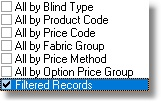 All by Blind Type
All by Product Code
All by Price Code
All by Fabric Group
All by Price Method
All by Option Price Group
Filtered Records